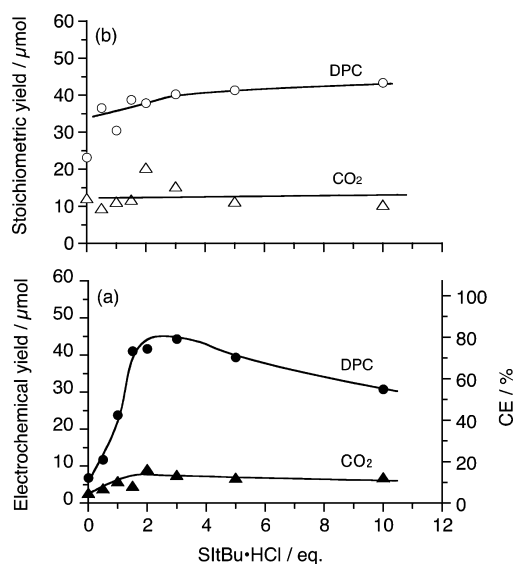 (b)
Stoichiometric yield / μmol
60
50
40
30
20
10
0
DPC
CO₂
(a)
Electrochemical yield / μmol
60
50
40
30
20
10
0
DPC
CO₂
100
80
60
40
20
0
CE / %
0 2 4 6 8 10 12
SItBu•HCl / eq.